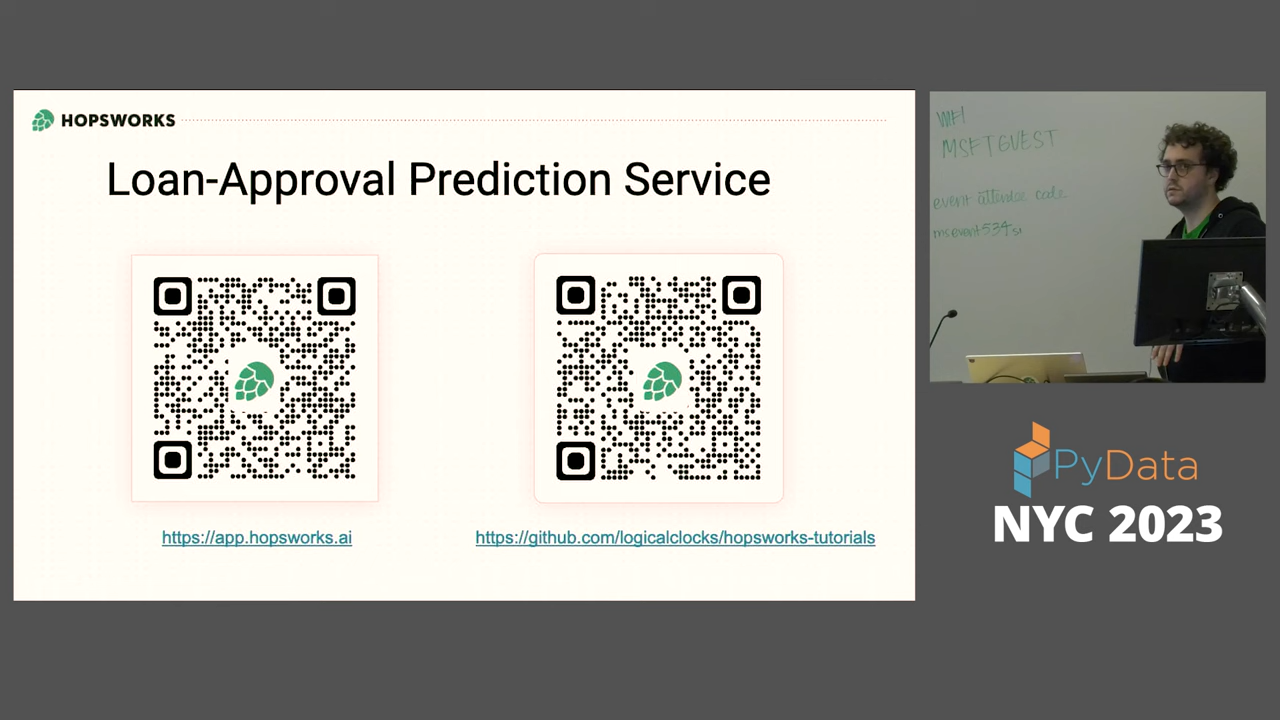 HOPSWORKS
Loan-Approval Prediction Service
https://app.hopsworks.ai
https://github.com/logicalclocks/hopsworks-tutorials
WIFI
MSFTGUEST
event attendee code
msevent534si
PyData
NYC 2023